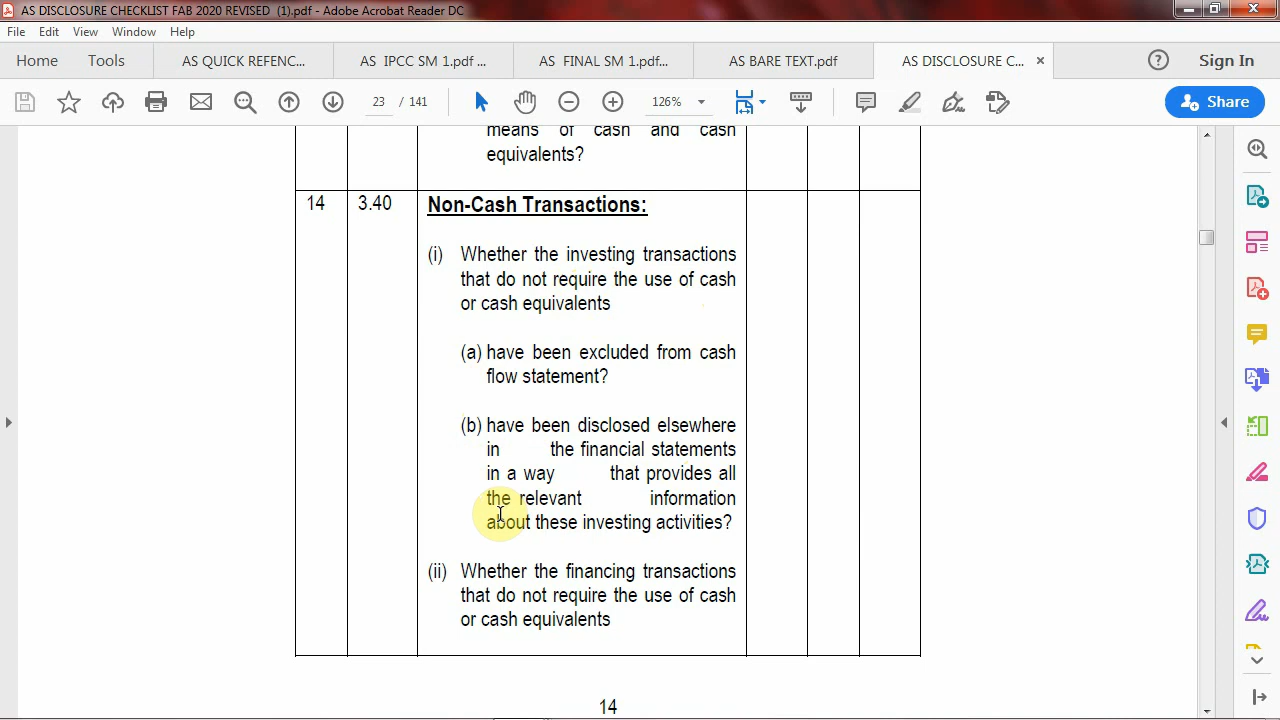 AS DISCLOSURE CHECKLIST FAB 2020 REVISED (1).pdf - Adobe Acrobat Reader DC
File Edit View Window Help
Home Tools AS QUICK REFENC... AS IPCC SM 1.pdf ... AS FINAL SM 1.pdf... AS BARE TEXT.pdf AS DISCLOSURE C... × Sign In
23 / 141 126% Share
means of cash and cash
equivalents?
14 3.40 Non-Cash Transactions:
(i) Whether the investing transactions
that do not require the use of cash
or cash equivalents
(a) have been excluded from cash
flow statement?
(b) have been disclosed elsewhere
in the financial statements
in a way that provides all
the relevant information
about these investing activities?
(ii) Whether the financing transactions
that do not require the use of cash
or cash equivalents
14